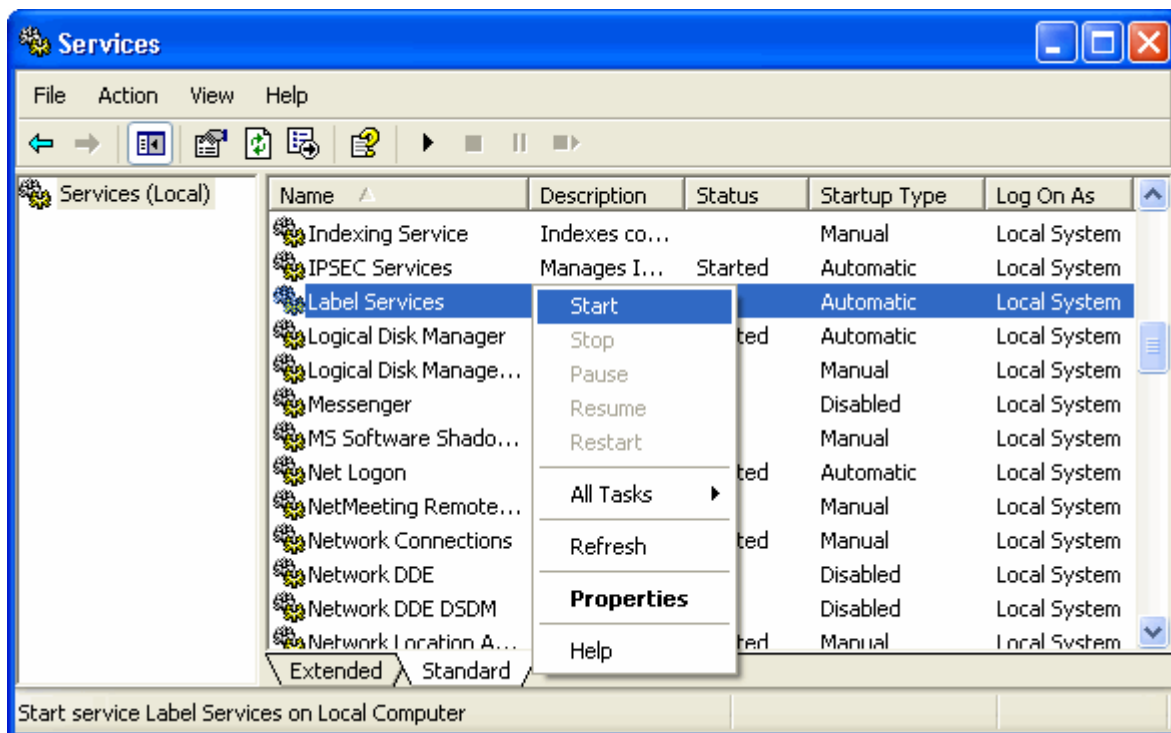 Services
File Action View Help
Services (Local)
Name Description Status Startup Type Log On As
Indexing Service Indexes co... Manual Local System
IPSEC Services Manages I... Started Automatic Local System
Label Services Automatic Local System
Logical Disk Manager ted Automatic Local System
Logical Disk Manage... Manual Local System
Messenger Disabled Local System
MS Software Shado... Manual Local System
Net Logon ted Automatic Local System
NetMeeting Remote... Manual Local System
Network Connections ted Manual Local System
Network DDE Disabled Local System
Network DDE DSDM Disabled Local System
Network Location A... ted Manual Local System
Start
Stop
Pause
Resume
Restart
All Tasks
Refresh
Properties
Help
Extended Standard
Start service Label Services on Local Computer